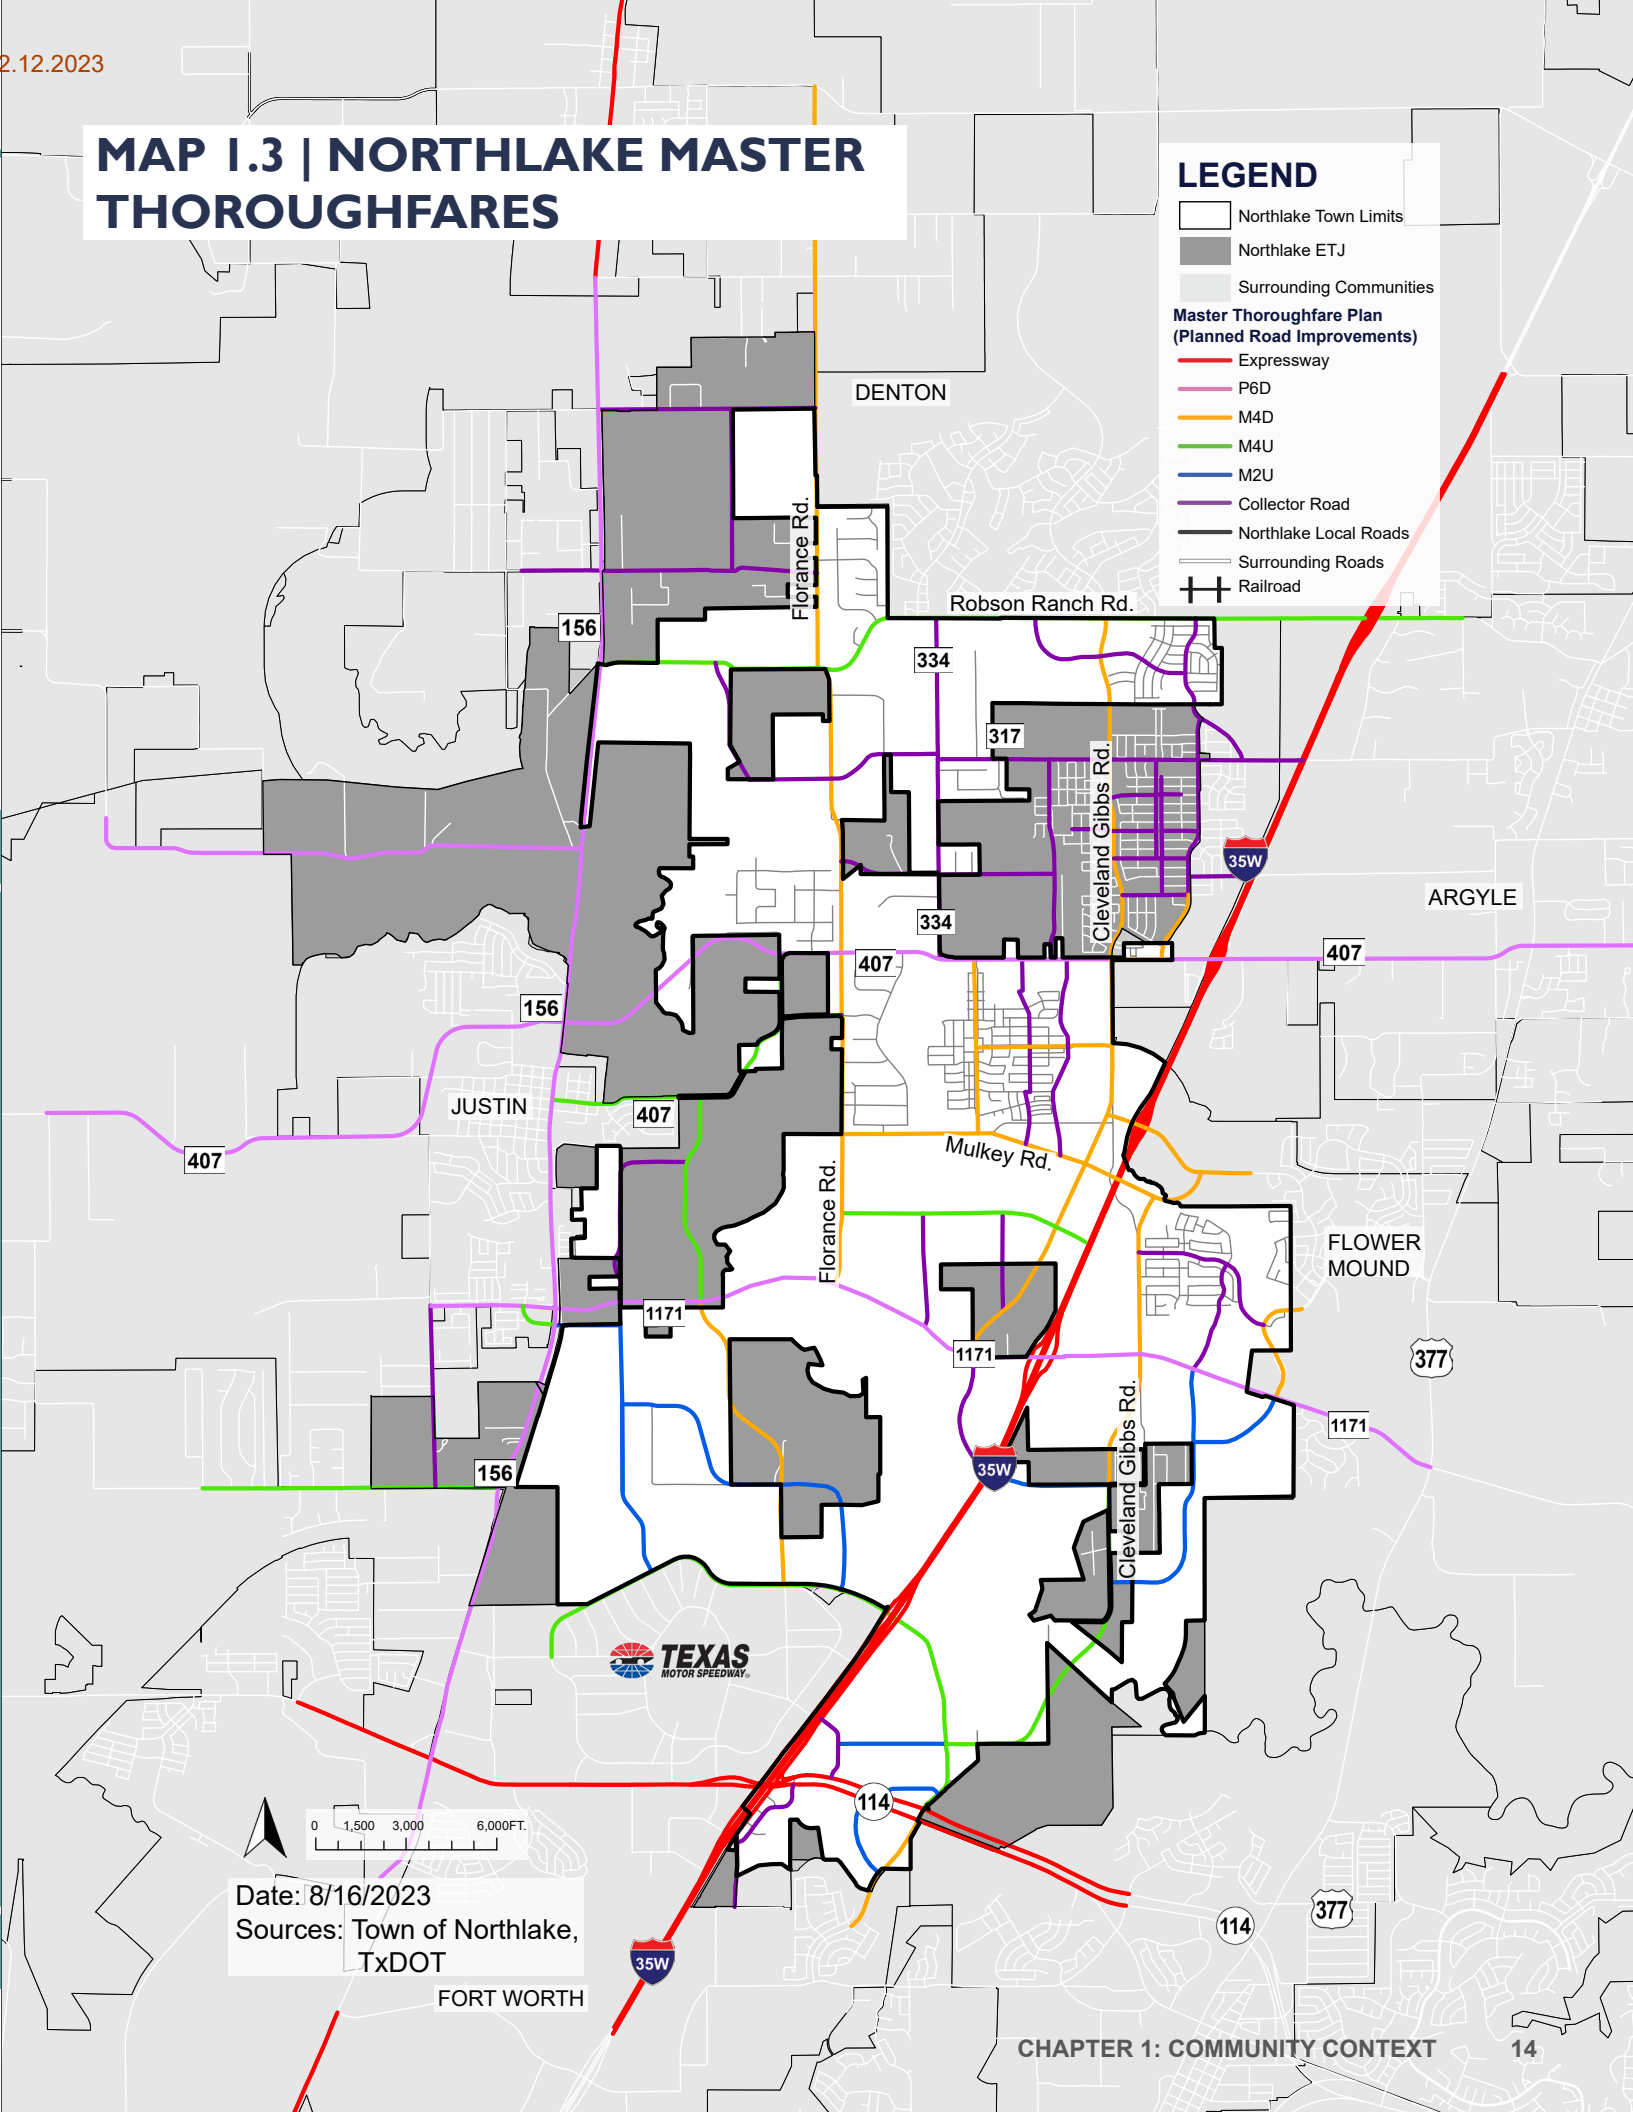 2.12.2023
MAP 1.3 | NORTHLAKE MASTER
THOROUGHFARES
LEGEND
Northlake Town Limits
Northlake ETJ
Surrounding Communities
Master Thoroughfare Plan
(Planned Road Improvements)
Expressway
P6D
M4D
M4U
M2U
Collector Road
Northlake Local Roads
Surrounding Roads
Railroad
DENTON
Florance Rd.
Robson Ranch Rd.
156
334
317
Cleveland Gibbs Rd.
35W
ARGYLE
334
407
407
156
JUSTIN
407
407
Mulkey Rd.
Florance Rd.
FLOWER
MOUND
1171
1171
377
1171
Cleveland Gibbs Rd.
156
35W
TEXAS
MOTOR SPEEDWAY
114
0 1,500 3,000 6,000FT.
Date: 8/16/2023
Sources: Town of Northlake,
TxDOT
377
114
35W
FORT WORTH
CHAPTER 1: COMMUNITY CONTEXT 14